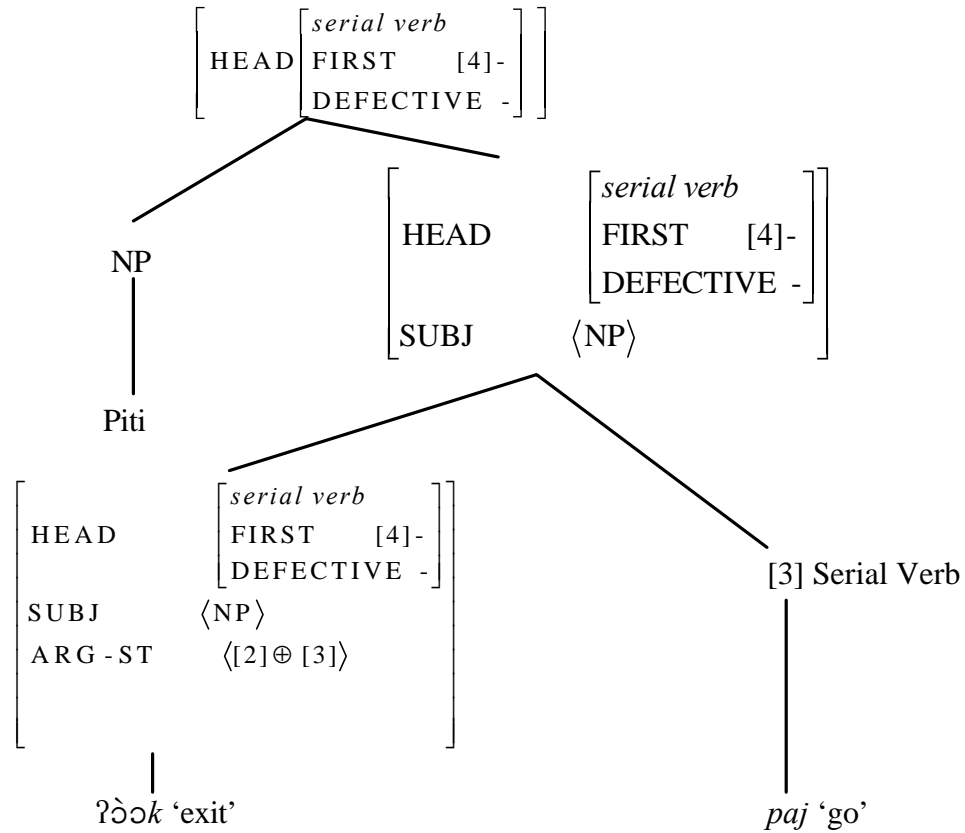 serial verb
HEAD FIRST [4]-
DEFECTIVE -
serial verb
HEAD FIRST [4]-
DEFECTIVE -
SUBJ ⟨NP⟩
NP
Piti
serial verb
HEAD FIRST [4]-
DEFECTIVE -
SUBJ ⟨NP⟩
ARG-ST ⟨[2]⊕ [3]⟩
[3] Serial Verb
ʔɔ̀ɔk ‘exit’
paj ‘go’